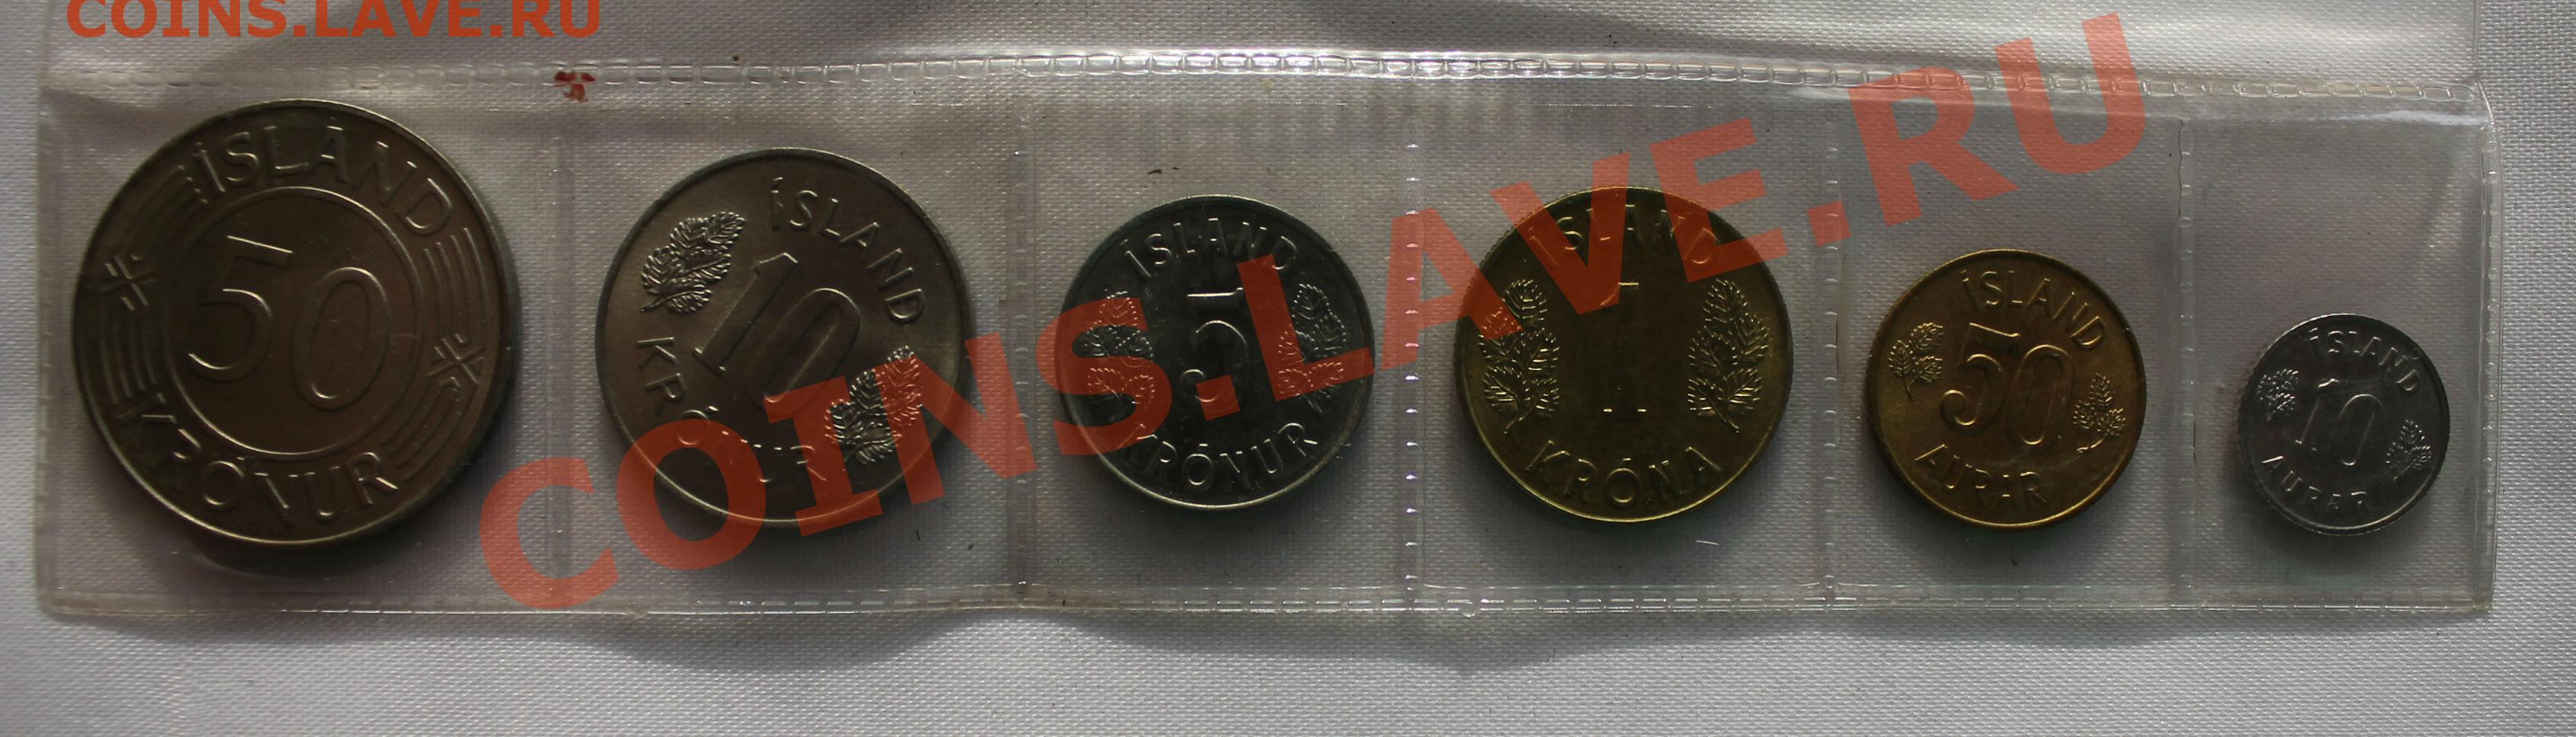 COINS.LAVE.RU
ÍSLAND
50
KRÓNUR
ÍSLAND
10
KRÓNUR
ÍSLAND
5
KRÓNUR
ÍSLAND
1
KRÓNA
ÍSLAND
50
AURAR
ÍSLAND
10
AURAR
COINS.LAVE.RU